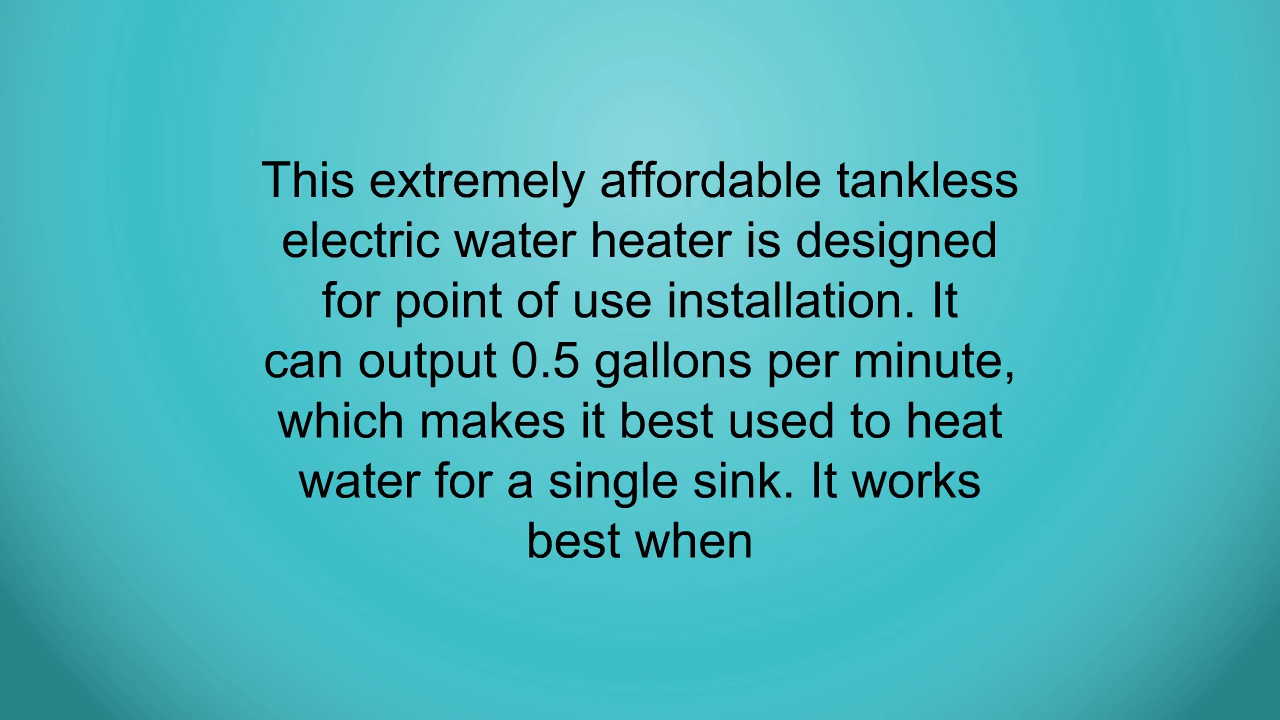 This extremely affordable tankless
electric water heater is designed
for point of use installation. It
can output 0.5 gallons per minute,
which makes it best used to heat
water for a single sink. It works
best when